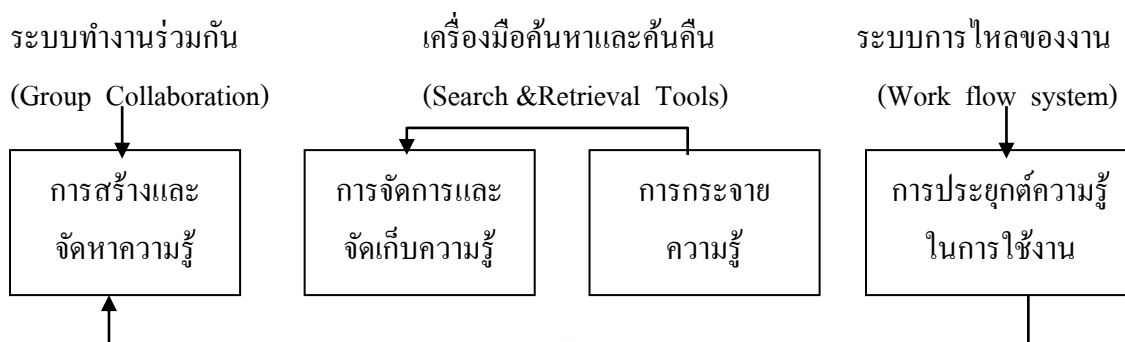 ระบบทำงานร่วมกัน เครื่องมือค้นหาและค้นคืน ระบบการไหลของงาน
(Group Collaboration) (Search &Retrieval Tools) (Work flow system)
การสร้างและ การจัดการและ การกระจาย การประยุกต์ความรู้
จัดหาความรู้ จัดเก็บความรู้ ความรู้ ในการใช้งาน